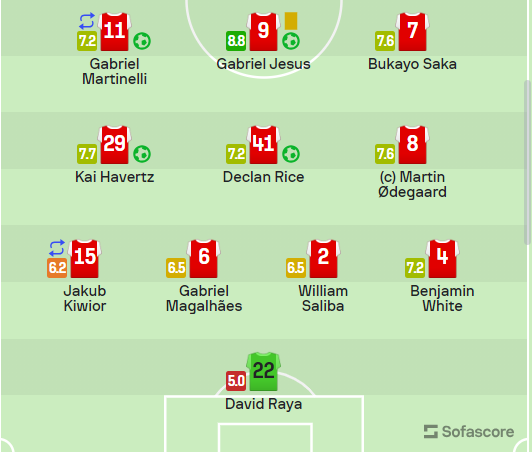 11 9 7
7.2 8.8 7.6
Gabriel Gabriel Jesus Bukayo Saka
Martinelli
29 41 8
7.7 7.2 7.6
Kai Havertz Declan Rice (c) Martin
Ødegaard
15 6 2 4
6.2 6.5 6.5 7.2
Jakub Gabriel William Benjamin
Kiwior Magalhães Saliba White
22
5.0
David Raya
Sofascore